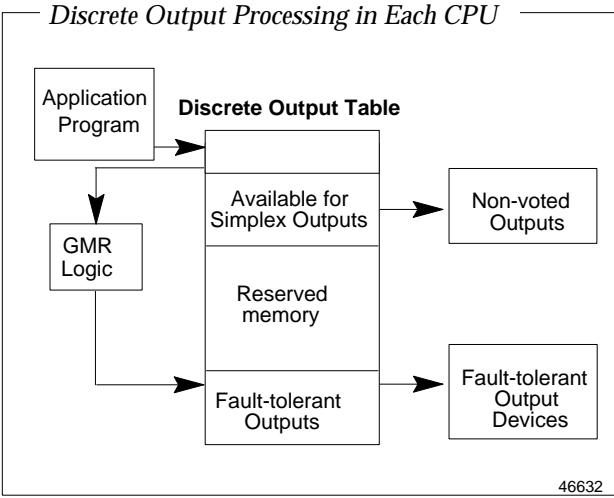 Discrete Output Processing in Each CPU
Application
Program
Discrete Output Table
Available for
Simplex Outputs
Non-voted
Outputs
GMR
Logic
Reserved
memory
Fault-tolerant
Outputs
Fault-tolerant
Output
Devices
46632